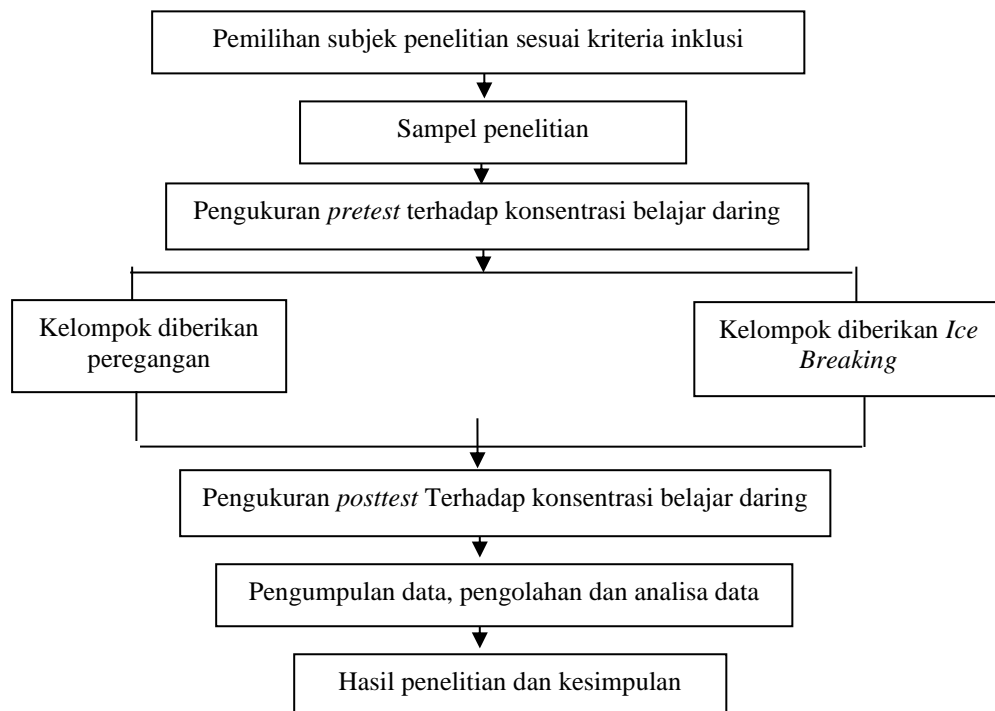 Pemilihan subjek penelitian sesuai kriteria inklusi
Sampel penelitian
Pengukuran pretest terhadap konsentrasi belajar daring
Kelompok diberikan
peregangan
Kelompok diberikan Ice
Breaking
Pengukuran posttest Terhadap konsentrasi belajar daring
Pengumpulan data, pengolahan dan analisa data
Hasil penelitian dan kesimpulan